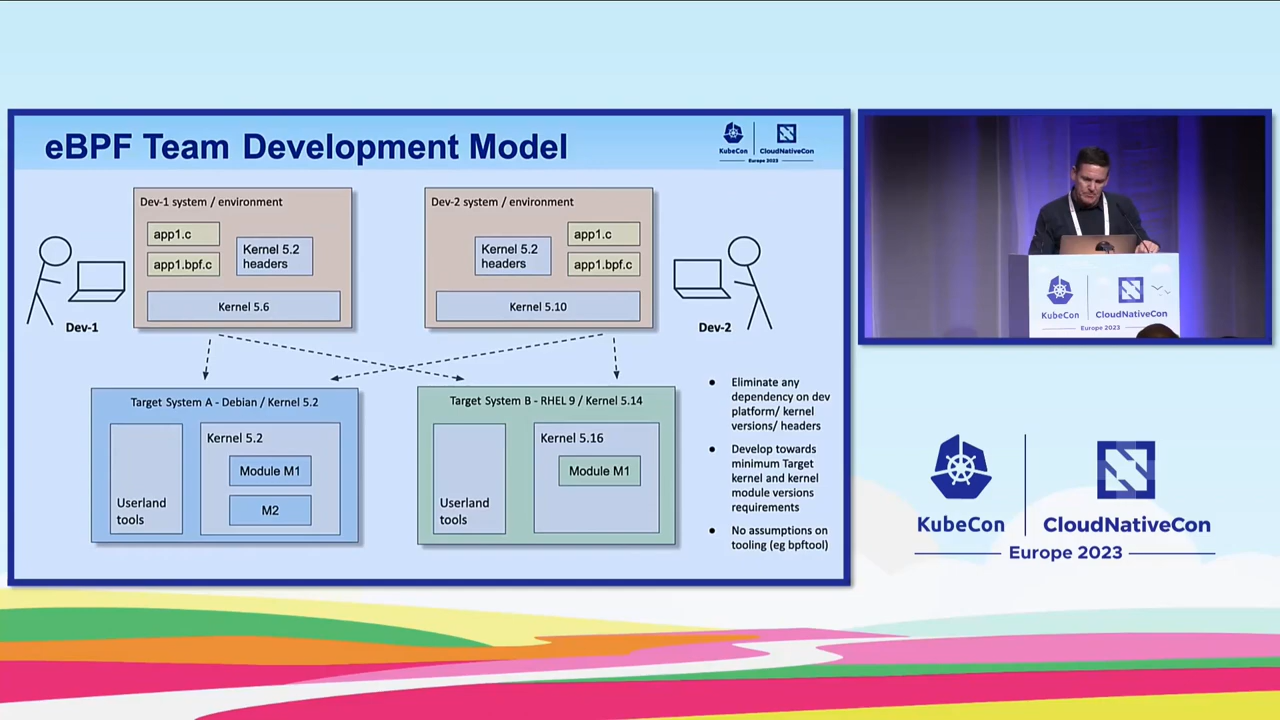 eBPF Team Development Model
KubeCon
CloudNativeCon
Europe 2023
Dev-1 system / environment
app1.c
app1.bpf.c
Kernel 5.2
headers
Kernel 5.6
Dev-1
Dev-2 system / environment
Kernel 5.2
headers
app1.c
app1.bpf.c
Kernel 5.10
Dev-2
Target System A - Debian / Kernel 5.2
Userland
tools
Kernel 5.2
Module M1
M2
Target System B - RHEL 9 / Kernel 5.14
Userland
tools
Kernel 5.16
Module M1
• Eliminate any
dependency on dev
platform/ kernel
versions/ headers
• Develop towards
minimum Target
kernel and kernel
module versions
requirements
• No assumptions on
tooling (eg bpftool)
KubeCon
CloudNativeCon
Europe 2023
KubeCon
CloudNativeCon
Europe 2023